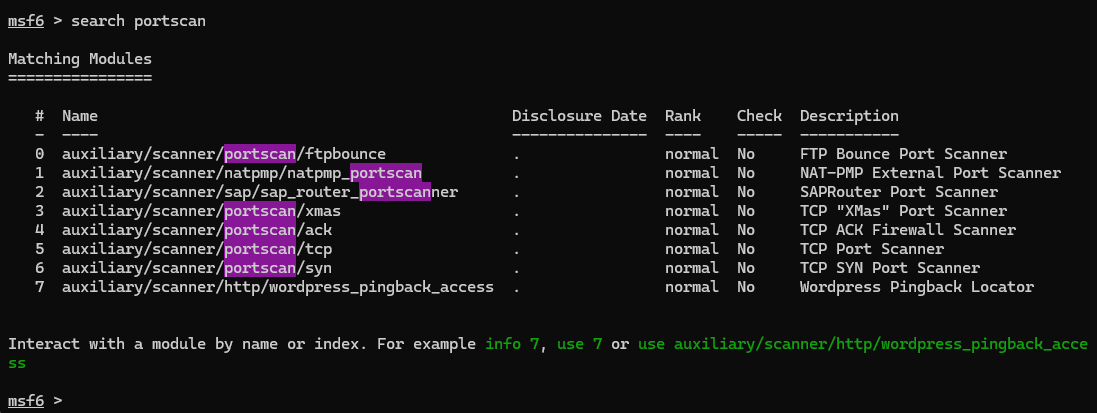 msf6 > search portscan
Matching Modules
================
#  Name                                          Disclosure Date  Rank    Check  Description
-  ----                                          ---------------  ----    -----  -----------
0  auxiliary/scanner/portscan/ftpbounce          .                normal  No     FTP Bounce Port Scanner
1  auxiliary/scanner/natpmp/natpmp_portscan      .                normal  No     NAT-PMP External Port Scanner
2  auxiliary/scanner/sap/sap_router_portscanner  .                normal  No     SAPRouter Port Scanner
3  auxiliary/scanner/portscan/xmas               .                normal  No     TCP "XMas" Port Scanner
4  auxiliary/scanner/portscan/ack                .                normal  No     TCP ACK Firewall Scanner
5  auxiliary/scanner/portscan/tcp                .                normal  No     TCP Port Scanner
6  auxiliary/scanner/portscan/syn                .                normal  No     TCP SYN Port Scanner
7  auxiliary/scanner/http/wordpress_pingback_access  .                normal  No     Wordpress Pingback Locator
Interact with a module by name or index. For example info 7, use 7 or use auxiliary/scanner/http/wordpress_pingback_acce
ss
msf6 >